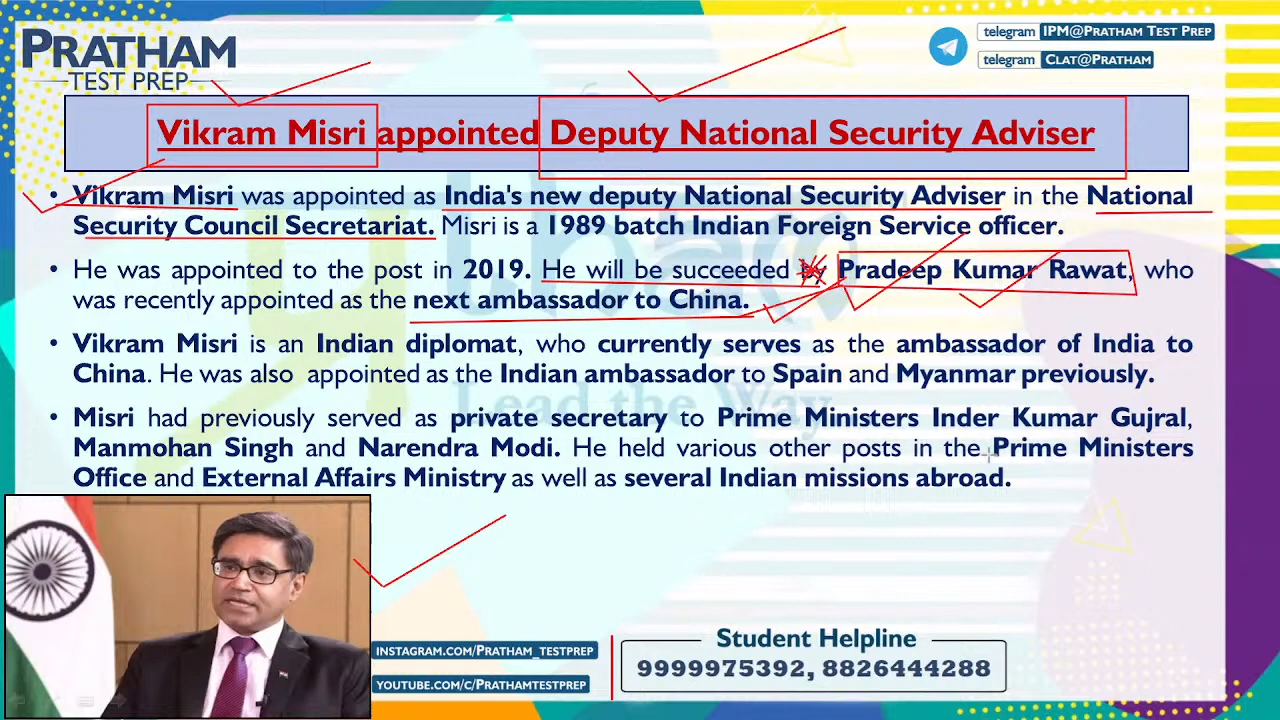 PRATHAM
TEST PREP
telegram IPM@PRATHAM TEST PREP
telegram CLAT@PRATHAM
Vikram Misri appointed Deputy National Security Adviser
• Vikram Misri was appointed as India's new deputy National Security Adviser in the National
Security Council Secretariat. Misri is a 1989 batch Indian Foreign Service officer.
• He was appointed to the post in 2019. He will be succeeded by Pradeep Kumar Rawat, who
was recently appointed as the next ambassador to China.
• Vikram Misri is an Indian diplomat, who currently serves as the ambassador of India to
China. He was also appointed as the Indian ambassador to Spain and Myanmar previously.
• Misri had previously served as private secretary to Prime Ministers Inder Kumar Gujral,
Manmohan Singh and Narendra Modi. He held various other posts in the Prime Ministers
Office and External Affairs Ministry as well as several Indian missions abroad.
Lead the Way
INSTAGRAM.COM/PRATHAM_TESTPREP
YOUTUBE.COM/C/PRATHAMTESTPREP
Student Helpline
9999975392, 8826444288